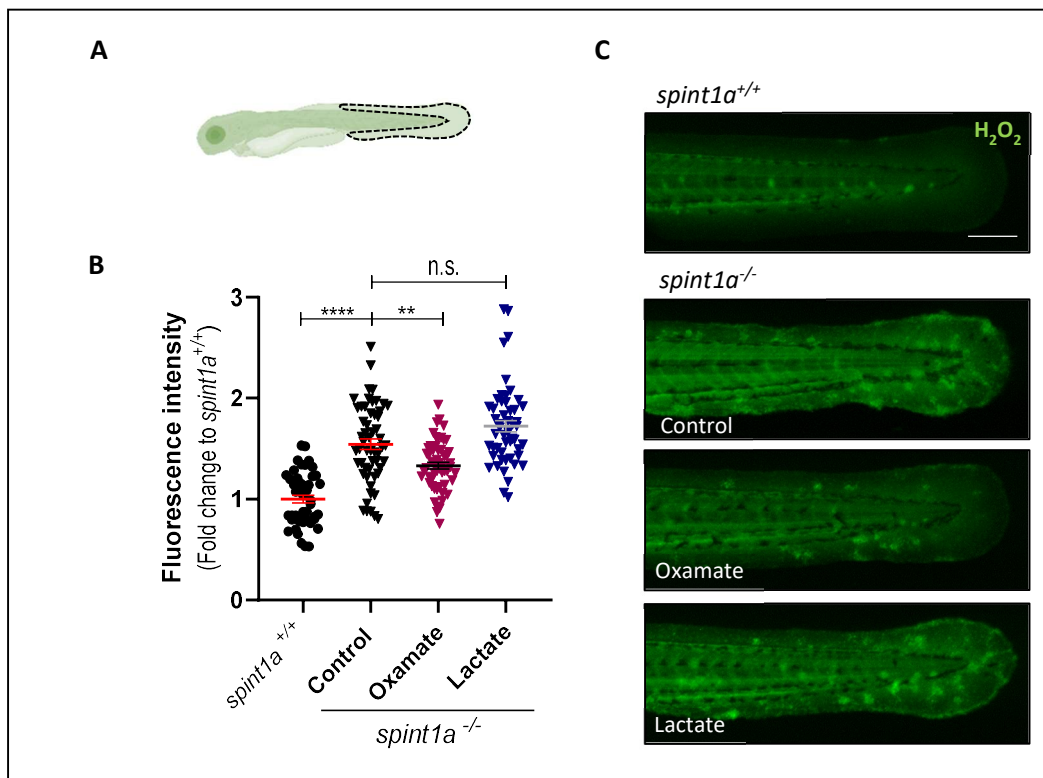 A
B
n.s.
****
**
3
2
1
0
Fluorescence intensity
(Fold change to spint1a+/+)
spint1a +/+
Control
Oxamate
Lactate
spint1a -/-
C
spint1a+/+
H2O2
spint1a-/-
Control
Oxamate
Lactate